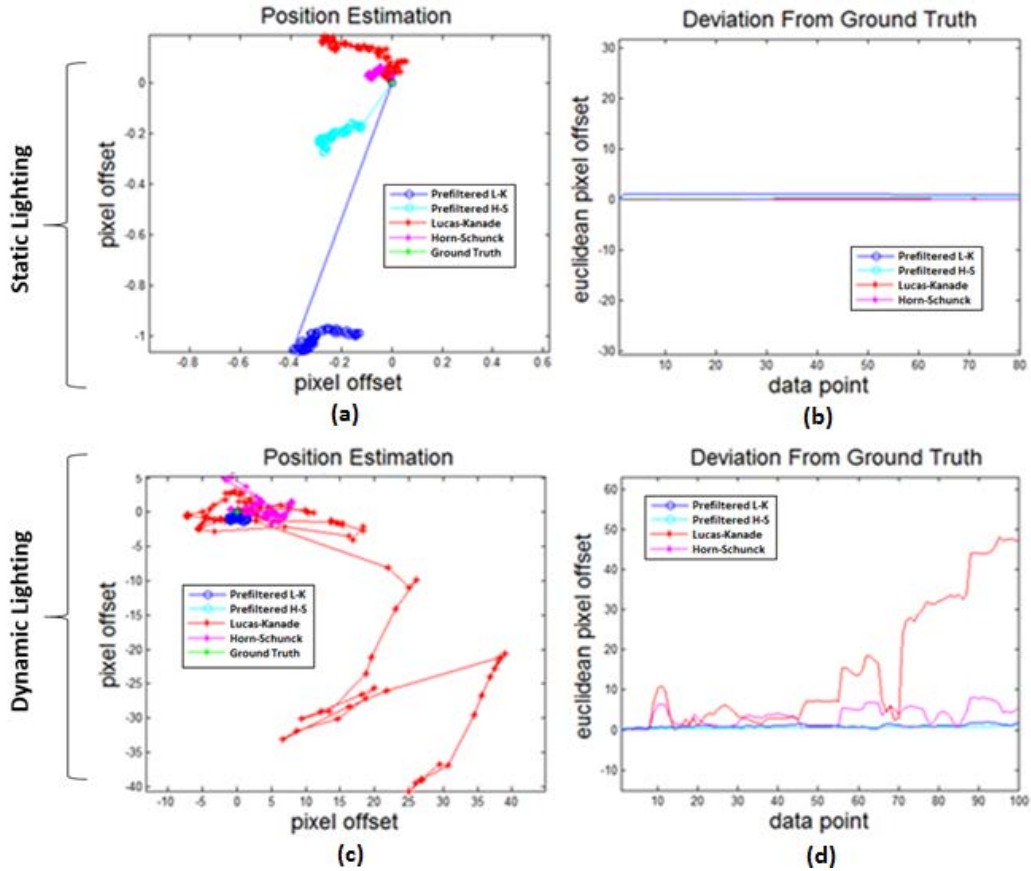 Static Lighting
Position Estimation
pixel offset
0
-0.2
-0.4
-0.6
-0.8
-1
-0.8 -0.6 -0.4 -0.2 0 0.2 0.4 0.6
pixel offset
Prefiltered L-K
Prefiltered H-S
Lucas-Kanade
Horn-Schunck
Ground Truth
(a)
Deviation From Ground Truth
euclidean pixel offset
30
20
10
0
-10
-20
-30
10 20 30 40 50 60 70 80
data point
Prefiltered L-K
Prefiltered H-S
Lucas-Kanade
Horn-Schunck
(b)
Dynamic Lighting
Position Estimation
pixel offset
5
0
-5
-10
-15
-20
-25
-30
-35
-40
-10 -5 0 5 10 15 20 25 30 35 40
pixel offset
Prefiltered L-K
Prefiltered H-S
Lucas-Kanade
Horn-Schunck
Ground Truth
(c)
Deviation From Ground Truth
euclidean pixel offset
60
50
40
30
20
10
0
-10
10 20 30 40 50 60 70 80 90 100
data point
Prefiltered L-K
Prefiltered H-S
Lucas-Kanade
Horn-Schunck
(d)